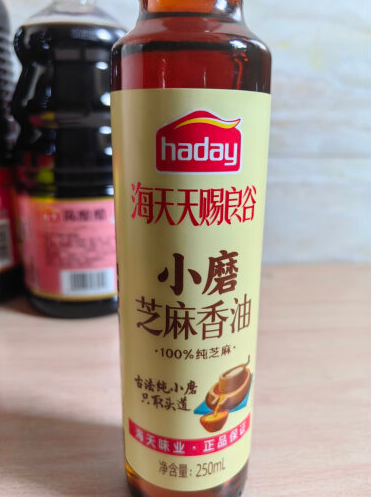 haday
海天天赐良谷
小磨
芝麻香油
·100%纯芝麻·
古法纯小磨
只取头道
海天味业·正品保证
净含量：250mL